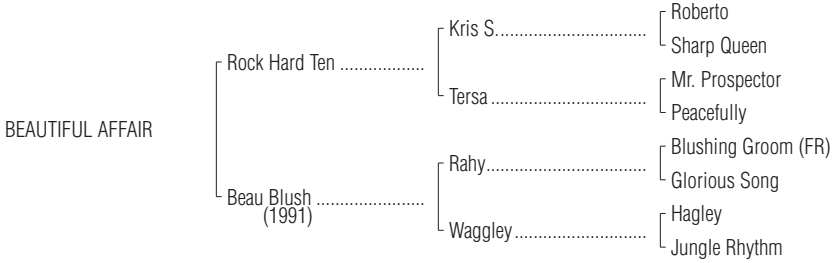 Roberto
Kris S.
Sharp Queen
Rock Hard Ten
Mr. Prospector
Tersa
Peacefully
BEAUTIFUL AFFAIR
Blushing Groom (FR)
Rahy
Glorious Song
Beau Blush
(1991)
Hagley
Waggley
Jungle Rhythm